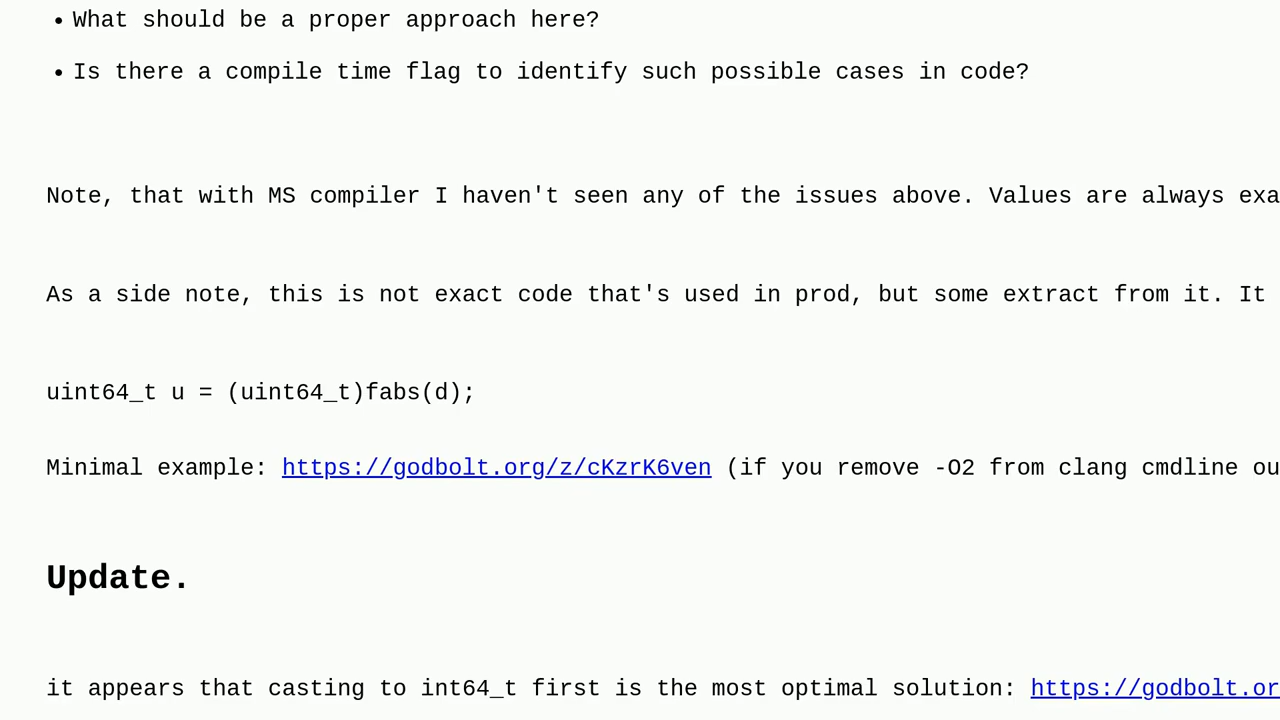 • What should be a proper approach here?
• Is there a compile time flag to identify such possible cases in code?
Note, that with MS compiler I haven't seen any of the issues above. Values are always exa
As a side note, this is not exact code that's used in prod, but some extract from it. It
uint64_t u = (uint64_t)fabs(d);
Minimal example: https://godbolt.org/z/cKzrK6ven (if you remove -O2 from clang cmdline ou
Update.
it appears that casting to int64_t first is the most optimal solution: https://godbolt.or